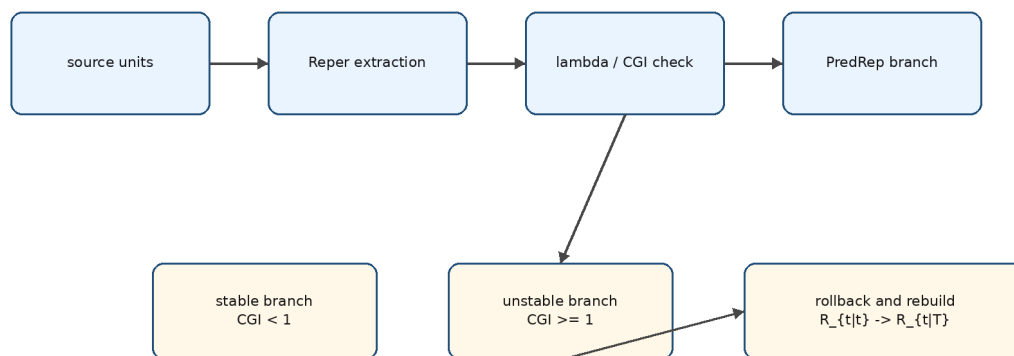 source units
Reper extraction
lambda / CGI check
PredRep branch
stable branch
CGI < 1
unstable branch
CGI >= 1
rollback and rebuild
R_{t|t} -> R_{t|T}